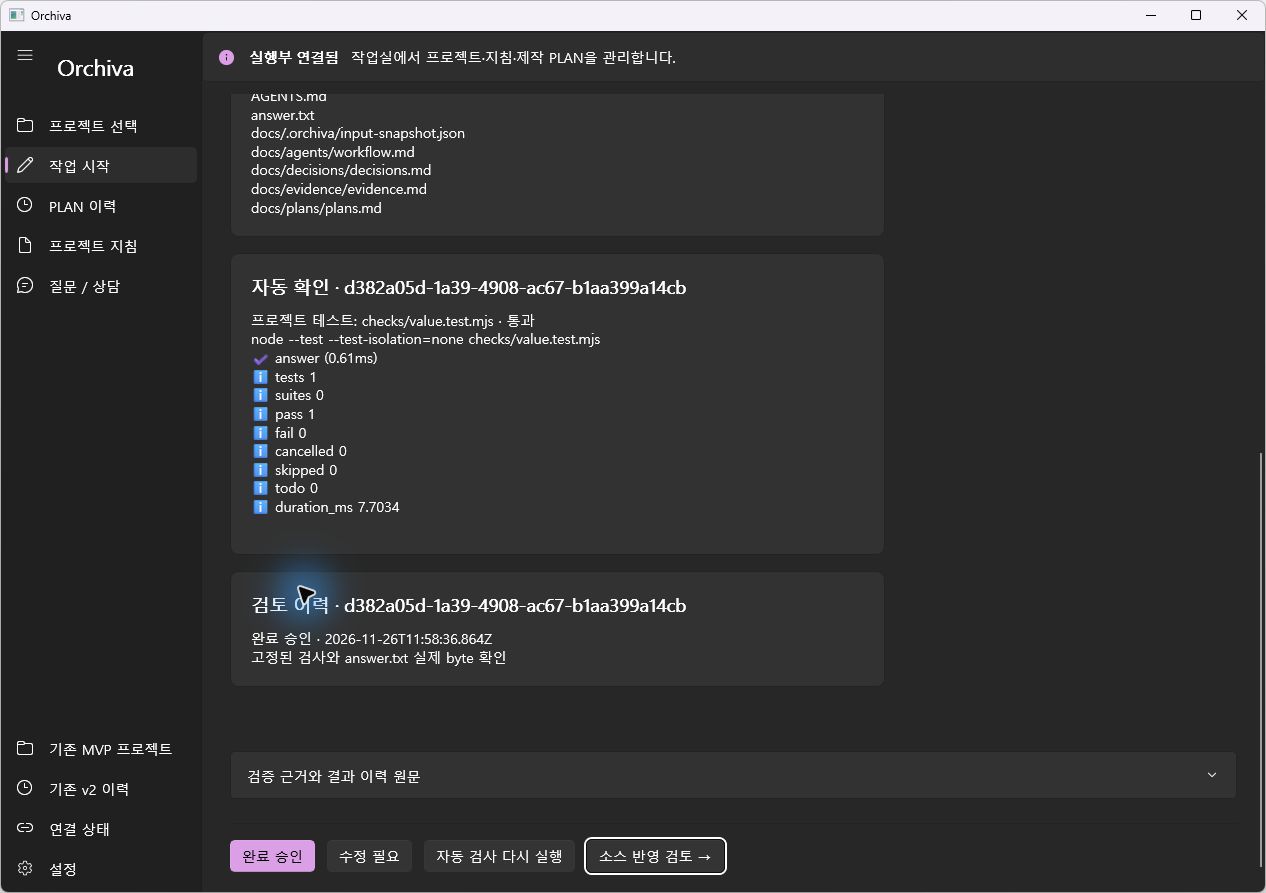 Orchiva
Orchiva
프로젝트 선택
작업 시작
PLAN 이력
프로젝트 지침
질문 / 상담
기존 MVP 프로젝트
기존 v2 이력
연결 상태
설정
실행부 연결됨 작업실에서 프로젝트·지침·제작 PLAN을 관리합니다.
AGENTS.md
answer.txt
docs/.orchiva/input-snapshot.json
docs/agents/workflow.md
docs/decisions/decisions.md
docs/evidence/evidence.md
docs/plans/plans.md
자동 확인 · d382a05d-1a39-4908-ac67-b1aa399a14cb
프로젝트 테스트: checks/value.test.mjs · 통과
node --test --test-isolation=none checks/value.test.mjs
✔ answer (0.61ms)
ℹ tests 1
ℹ suites 0
ℹ pass 1
ℹ fail 0
ℹ cancelled 0
ℹ skipped 0
ℹ todo 0
ℹ duration_ms 7.7034
검토 이력 · d382a05d-1a39-4908-ac67-b1aa399a14cb
완료 승인 · 2026-11-26T11:58:36.864Z
고정된 검사와 answer.txt 실제 byte 확인
검증 근거와 결과 이력 원문
완료 승인
수정 필요
자동 검사 다시 실행
소스 반영 검토 →